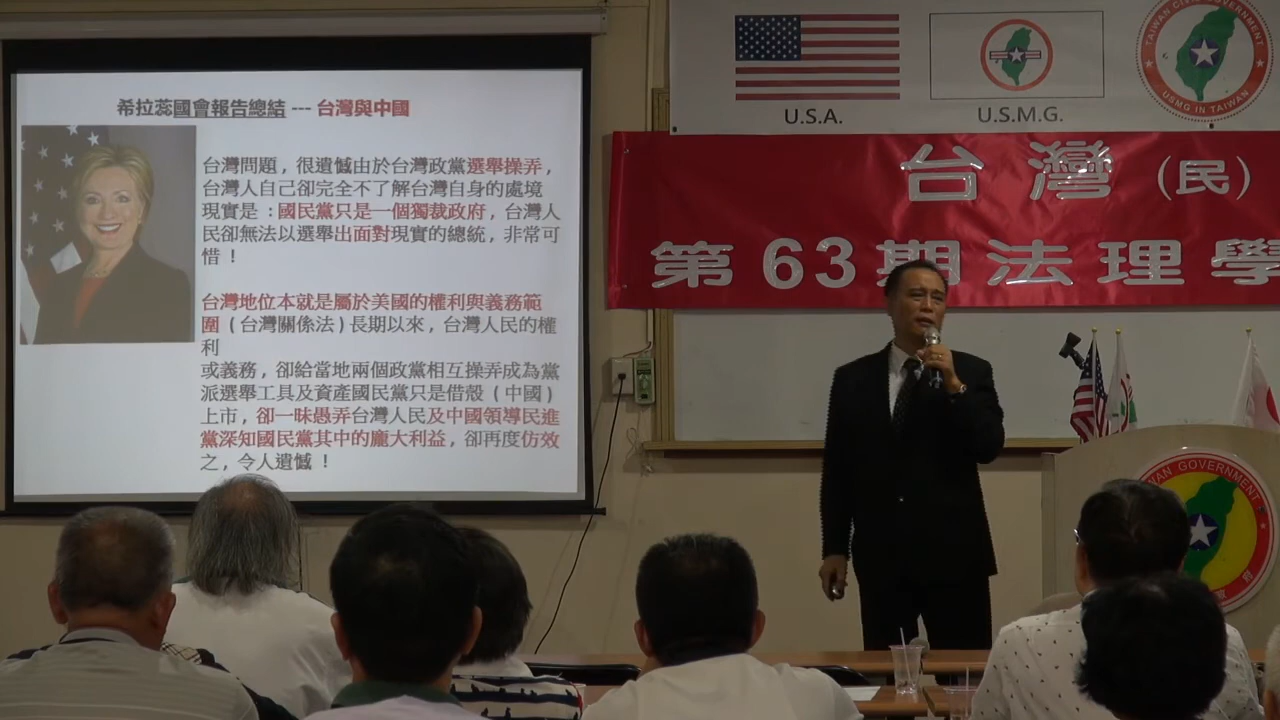 希拉蕊國會報告總結 --- 台灣與中國
台灣問題，很遺憾由於台灣政黨選舉操弄，
台灣人自己卻完全不了解台灣自身的處境
現實是：國民黨只是一個獨裁政府，台灣人
民卻無法以選舉出面對現實的總統，非常可
惜！
台灣地位本就是屬於美國的權利與義務範
圍（台灣關係法）長期以來，台灣人民的權
利
或義務，卻給當地兩個政黨相互操弄成為黨
派選舉工具及資產國民黨只是借殼（中國）
上市，卻一昧愚弄台灣人民及中國領導民進
黨深知國民黨其中的龐大利益，卻再度仿效
之，令人遺憾！
U.S.A.
U.S.M.G.
TAIWAN CIVIL GOVERNMENT
USMG IN TAIWAN
台灣（民）
第63期法理學
TAIWAN GOVERNMENT
府